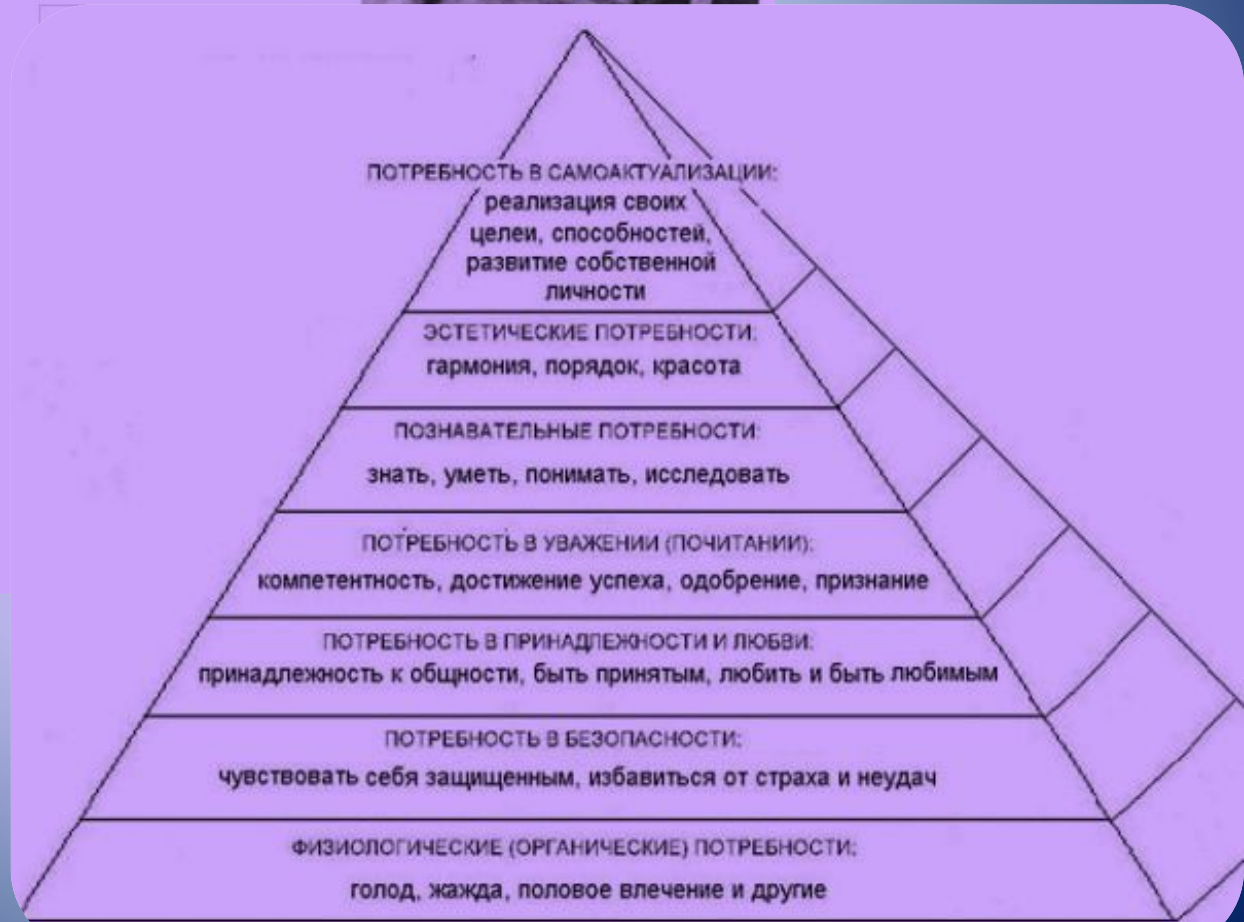 ПОТРЕБНОСТЬ В САМОАКТУАЛИЗАЦИИ:
реализация своих
целеи, способностей,
развитие собственной
личности
ЭСТЕТИЧЕСКИЕ ПОТРЕБНОСТИ:
гармония, порядок, красота
ПОЗНАВАТЕЛЬНЫЕ ПОТРЕБНОСТИ:
знать, уметь, понимать, исследовать
ПОТРЕБНОСТЬ В УВАЖЕНИИ (ПОЧИТАНИИ):
компетентность, достижение успеха, одобрение, признание
ПОТРЕБНОСТЬ В ПРИНАДЛЕЖНОСТИ И ЛЮБВИ:
принадлежность к общности, быть принятым, любить и быть любимым
ПОТРЕБНОСТЬ В БЕЗОПАСНОСТИ:
чувствовать себя защищенным, избавиться от страха и неудач
ФИЗИОЛОГИЧЕСКИЕ (ОРГАНИЧЕСКИЕ) ПОТРЕБНОСТИ:
голод, жажда, половое влечение и другие